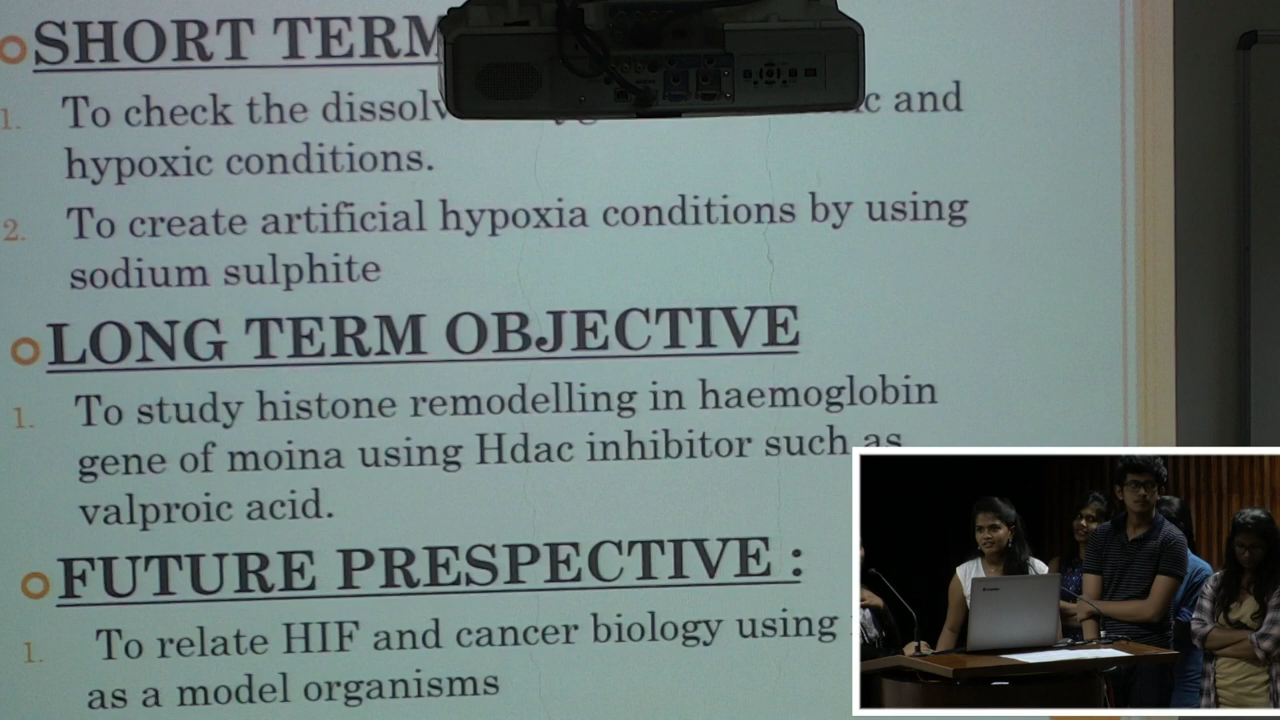 SHORT TERM
1. To check the and
hypoxic conditions.
2. To create artificial hypoxia conditions by using
sodium sulphite
LONG TERM OBJECTIVE
1. To study histone remodelling in haemoglobin
gene of moina using Hdac inhibitor such as
valproic acid.
FUTURE PRESPECTIVE :
1. To relate HIF and cancer biology using
as a model organisms